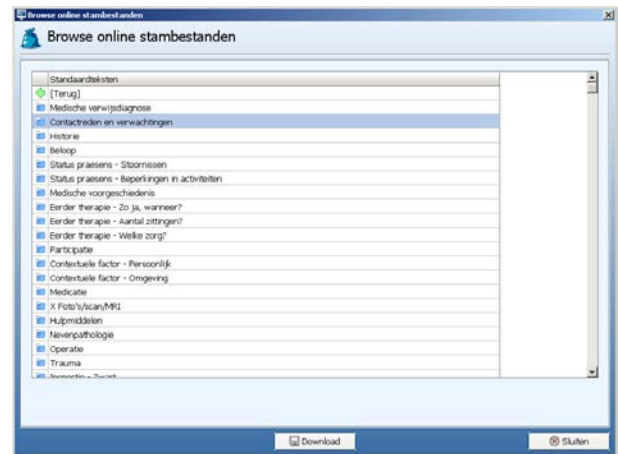 Browse online stambestanden
Browse online stambestanden
Standaardteksten
[Terug]
Medische verwijsdiagnose
Contactreden en verwachtingen
Historie
Beloop
Status praesens - Stoornissen
Status praesens - Beperkingen in activiteiten
Medische voorgeschiedenis
Eerder therapie - Zo ja, wanneer?
Eerder therapie - Aantal zittingen?
Eerder therapie - Welke zorg?
Participatie
Contextuele factor - Persoonlijk
Contextuele factor - Omgeving
Medicatie
X Foto's/scan/MRI
Hulpmiddelen
Nevenpathologie
Operatie
Trauma
Download
Sluiten